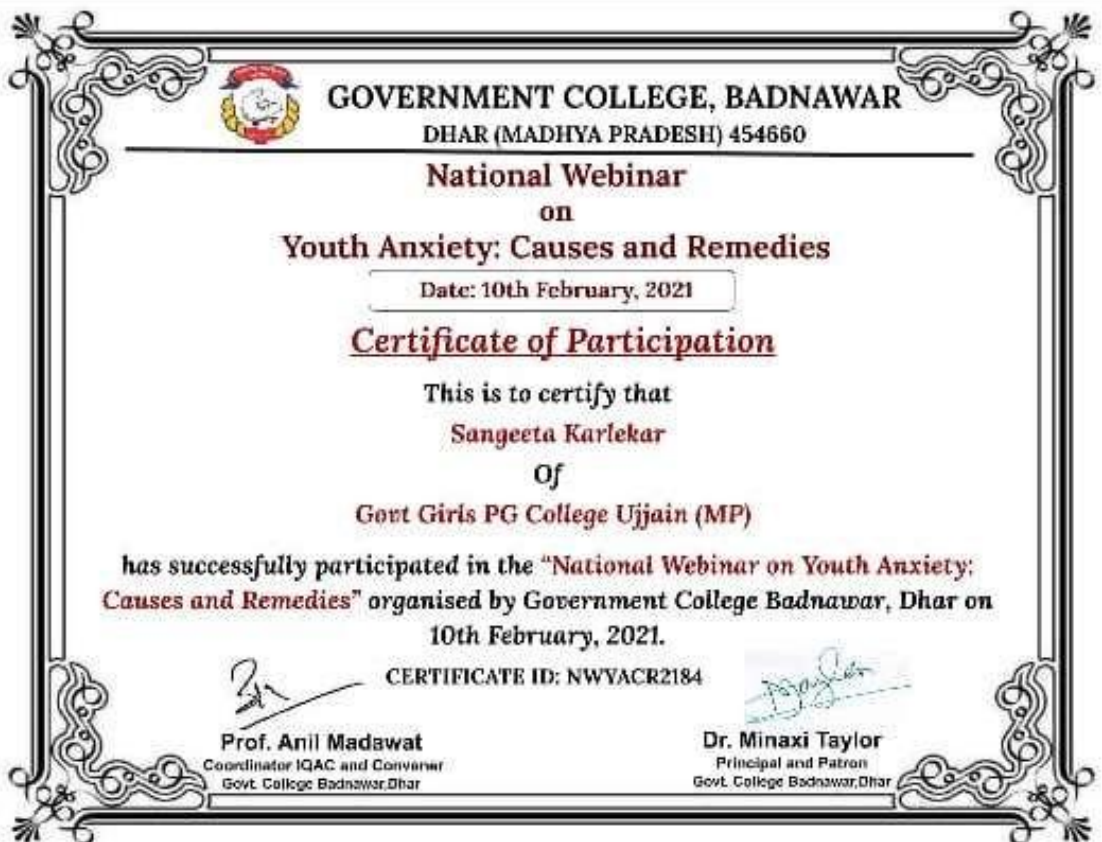 GOVERNMENT COLLEGE, BADNAWAR
DHAR (MADHYA PRADESH) 454660
National Webinar
on
Youth Anxiety: Causes and Remedies
Date: 10th February, 2021
Certificate of Participation
This is to certify that
Sangeeta Karlekar
Of
Govt Girls PG College Ujjain (MP)
has successfully participated in the “National Webinar on Youth Anxiety:
Causes and Remedies” organised by Government College Badnawar, Dhar on
10th February, 2021.
CERTIFICATE ID: NWYACR2184
Prof. Anil Madawat
Coordinator IQAC and Convener
Govt. College Badnawar,Dhar
Dr. Minaxi Taylor
Principal and Patron
Govt. College Badnawar,Dhar